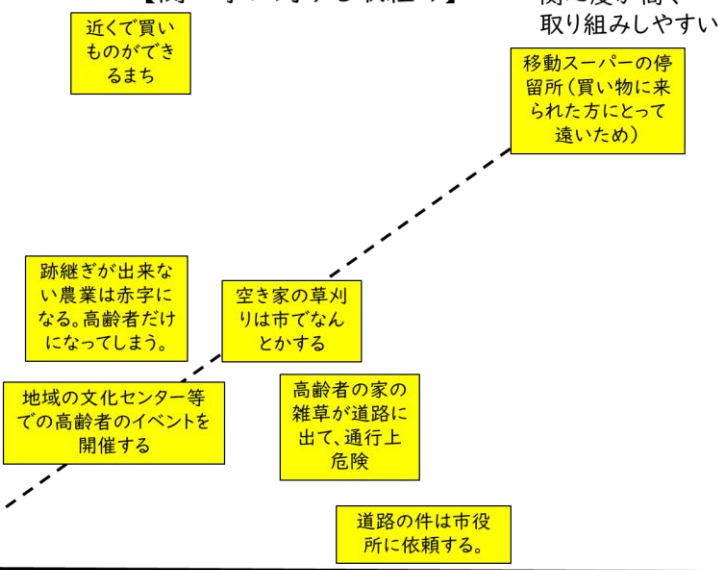 取り組みしやすい
近くで買い
ものができ
るまち
移動スーパーの停
留所（買い物に来
られた方にとって
遠いため）
跡継ぎが出来な
い農業は赤字に
なる。高齢者だけ
になってしまう。
空き家の草刈
りは市でなん
とかする
地域の文化センター等
での高齢者のイベントを
開催する
高齢者の家の
雑草が道路に
出て、通行上
危険
道路の件は市役
所に依頼する。